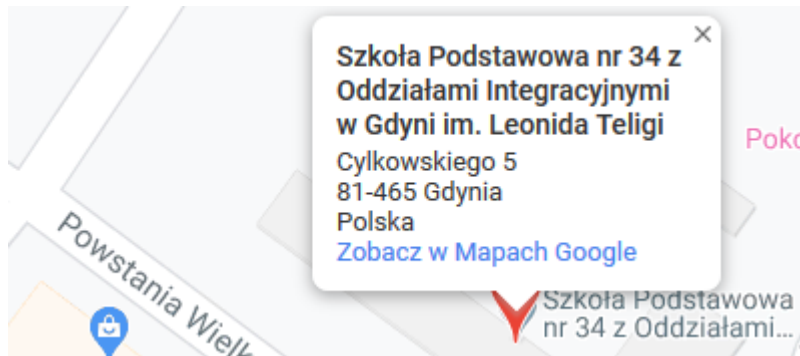 Szkoła Podstawowa nr 34 z
Oddziałami Integracyjnymi
w Gdyni im. Leonida Teligi
Cylkowskiego 5
81-465 Gdynia
Polska
Zobacz w Mapach Google
Powstania Wielk
Szkoła Podstawowa
nr 34 z Oddziałami...